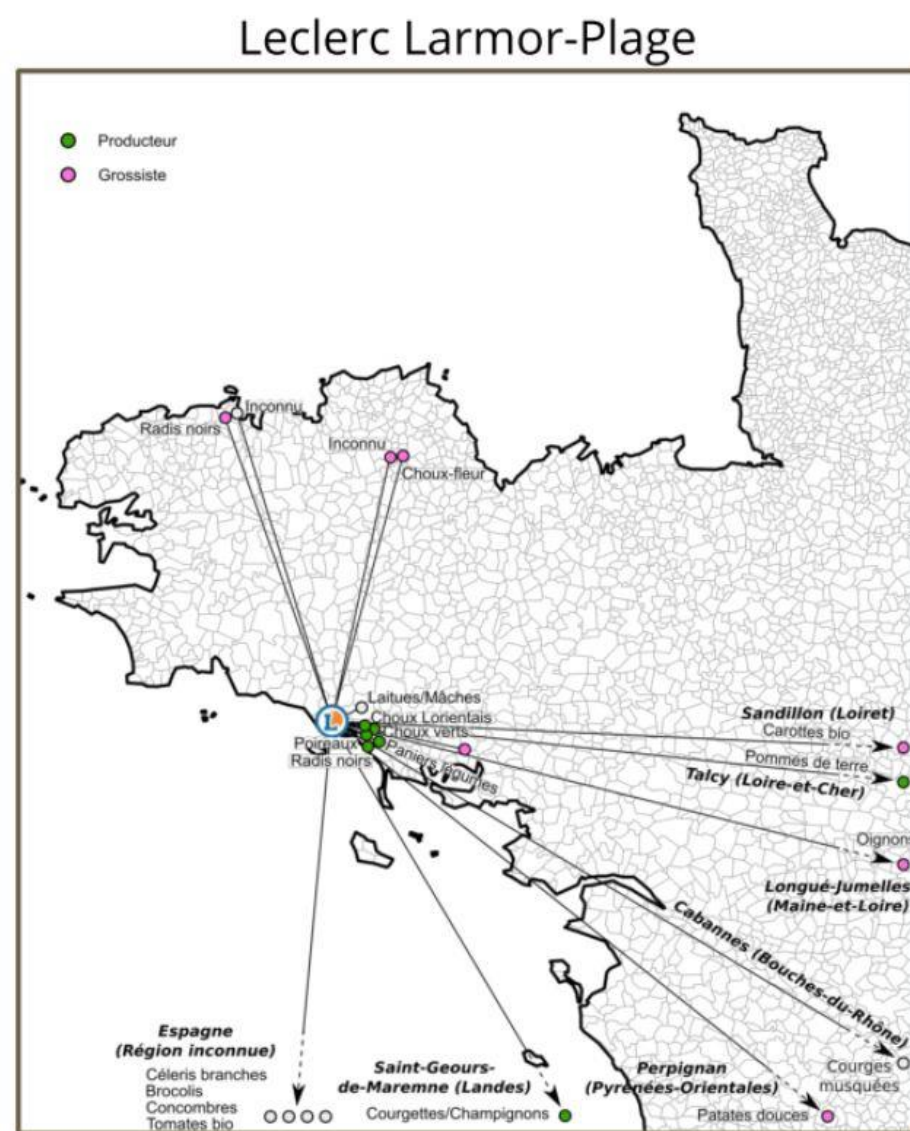 Leclerc Larmor-Plage
Producteur
Grossiste
Inconnu
Radis noirs
Inconnu
Choux-fleur
Laitues/Mâches
Choux Lorientais
Choux verts
Poireaux
Radis noirs
Paniers légumes
Sandillon (Loiret)
Carottes bio
Pommes de terre
Talcy (Loire-et-Cher)
Oignons
Longué-Jumelles
(Maine-et-Loire)
Cabannes (Bouches-du-Rhône)
Courges
musquées
Espagne
(Région inconnue)
Céleris branches
Brocolis
Concombres
Tomates bio
Saint-Geours-
de-Maremne (Landes)
Courgettes/Champignons
Perpignan
(Pyrénées-Orientales)
Patates douces
L